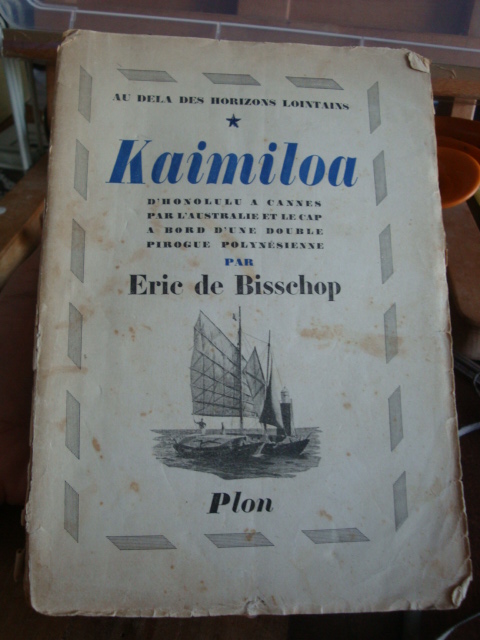 AU DELA DES HORIZONS LOINTAINS
Kaimiloa
D'HONOLULU A CANNES
PAR L'AUSTRALIE ET LE CAP
A BORD D'UNE DOUBLE
PIROGUE POLYNÉSIENNE
PAR
Eric de Bisschop
Plon